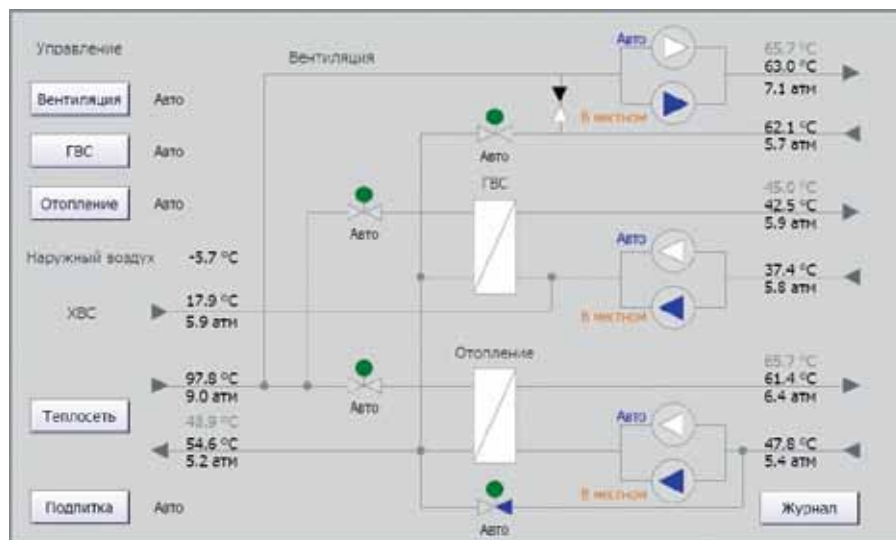 Управление
Вентиляция
Авто
ГВС
Авто
Отопление
Авто
Наружный воздух
-5.7 °C
ХВС
17.9 °C
5.9 атм
97.8 °C
9.0 атм
Теплосеть
43.9 °C
54.6 °C
5.2 атм
Подпитка
Авто
Вентиляция
Авто
65.7 °C
63.0 °C
7.1 атм
В местном
62.1 °C
5.7 атм
Авто
ГВС
45.0 °C
42.5 °C
5.9 атм
Авто
Авто
37.4 °C
5.8 атм
В местном
Отопление
65.7 °C
61.4 °C
6.4 атм
Авто
Авто
47.8 °C
5.4 атм
В местном
Авто
Журнал